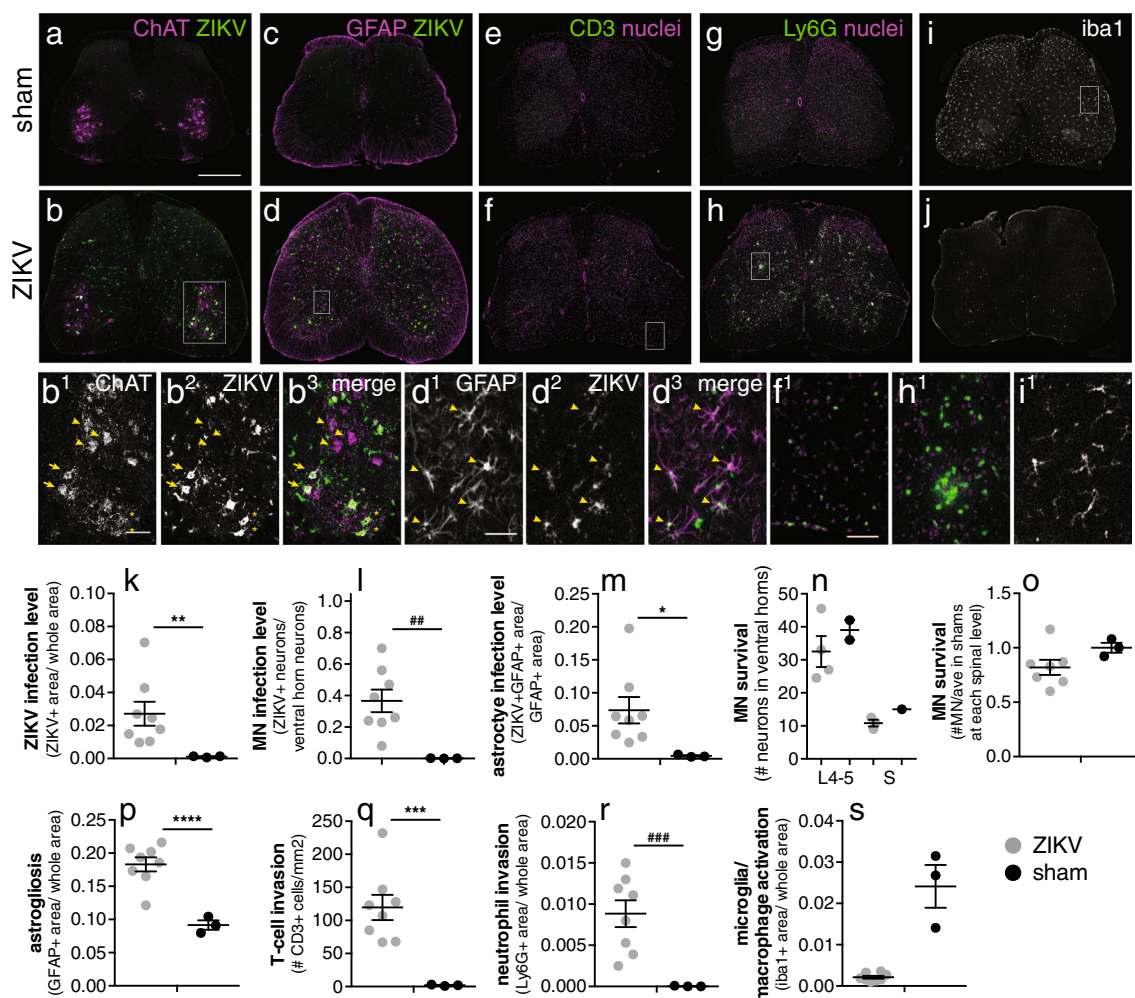 a ChAT ZIKV
c GFAP ZIKV
e CD3 nuclei
g Ly6G nuclei
i iba1
sham
b
d
f
h
j
ZIKV
b1 ChAT
b2 ZIKV
b3 merge
d1 GFAP
d2 ZIKV
d3 merge
f1
h1
i1
k
ZIKV infection level
(ZIKV+ area/ whole area)
0.10
0.08
0.06
0.04
0.02
0.00
**
l
MN infection level
(ZIKV+ neurons/
ventral horn neurons)
1.0
0.8
0.6
0.4
0.2
0.0
##
m
astroctye infection level
(ZIKV+GFAP+ area/
GFAP+ area)
0.25
0.20
0.15
0.10
0.05
0.00
*
n
MN survival
(# neurons in ventral horns)
50
40
30
20
10
0
L4-5 S
o
MN survival
(#MN/ave in shams
at each spinal level)
1.5
1.0
0.5
0.0
p
astrogliosis
(GFAP+ area/ whole area)
0.25
0.20
0.15
0.10
0.05
0.00
****
q
T-cell invasion
(# CD3+ cells/mm2)
250
200
150
100
50
0
***
r
neutrophil invasion
(Ly6G+ area/ whole area)
0.020
0.015
0.010
0.005
0.000
###
s
microglia/
macrophage activation
(iba1+ area/ whole area)
0.04
0.03
0.02
0.01
0.00
ZIKV
sham